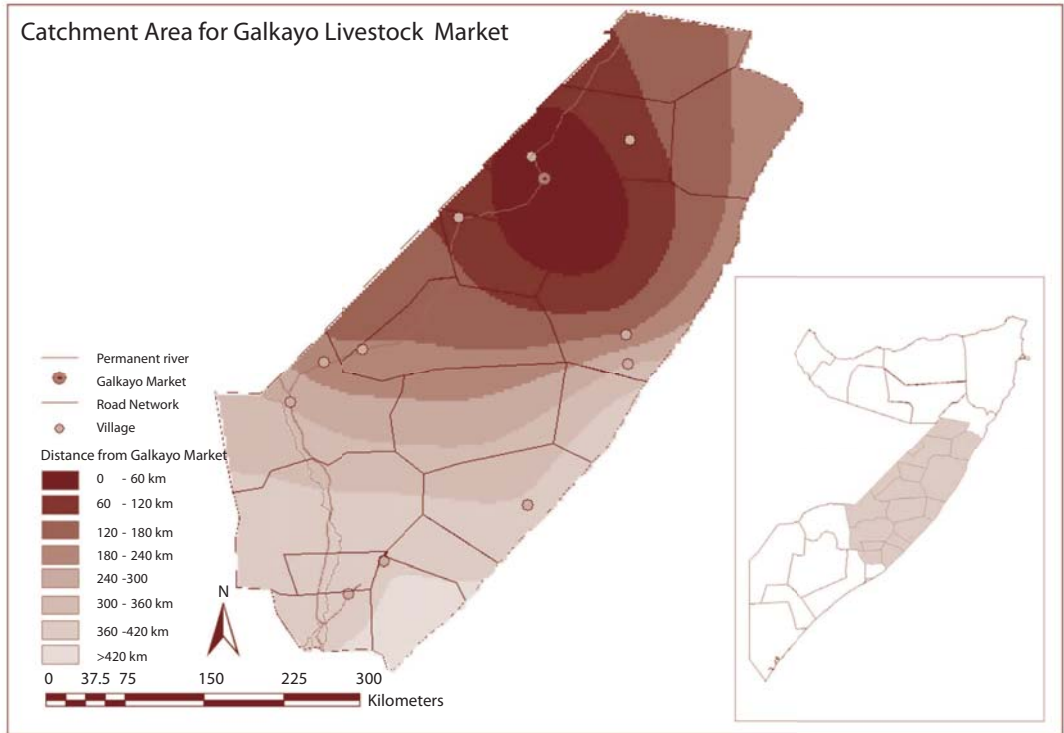 Catchment Area for Galkayo Livestock Market
Permanent river
Galkayo Market
Road Network
Village
Distance from Galkayo Market
0 - 60 km
60 - 120 km
120 - 180 km
180 - 240 km
240 -300
300 - 360 km
360 -420 km
>420 km
N
0 37.5 75 150 225 300
Kilometers